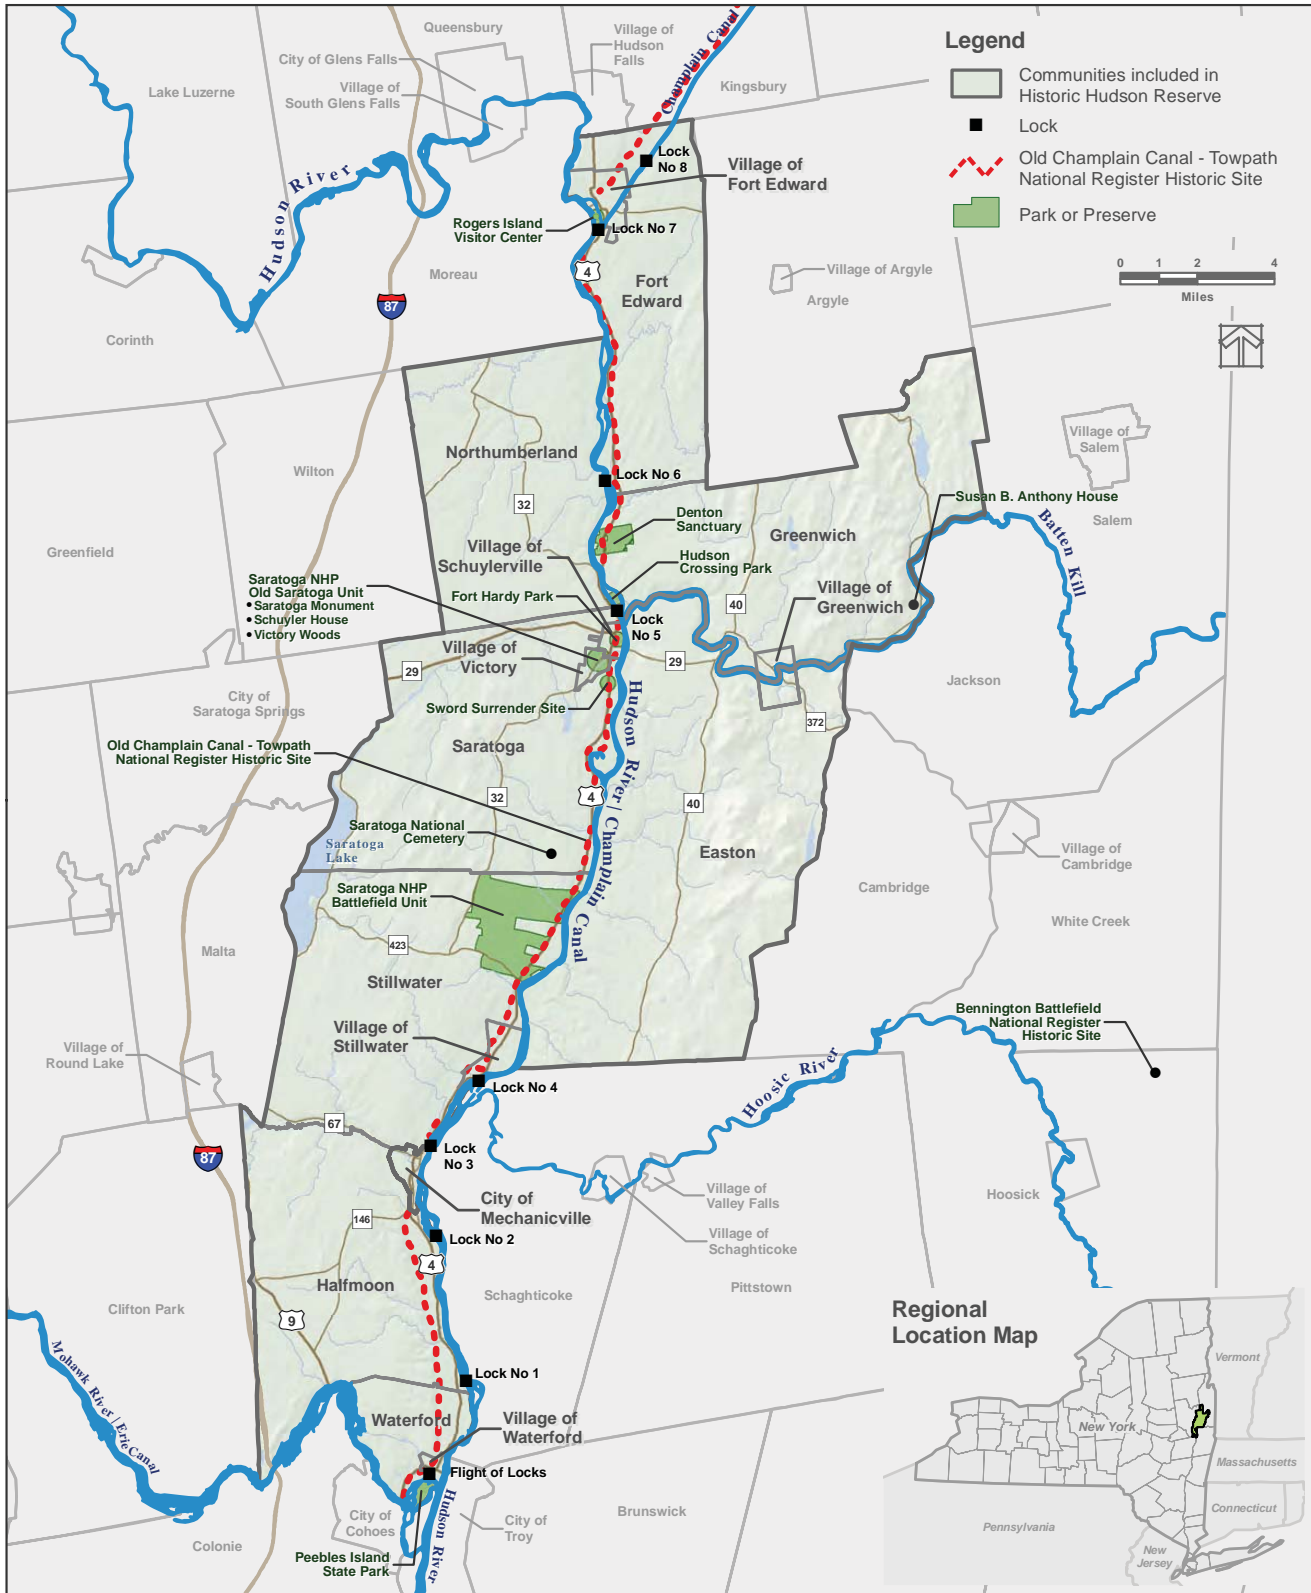 Queensbury
Village of
Hudson
Falls
Champlain Canal
City of Glens Falls
Lake Luzerne
Village of
South Glens Falls
Kingsbury
Legend
Communities included in
Historic Hudson Reserve
Lock
Old Champlain Canal - Towpath
National Register Historic Site
Park or Preserve
0 1 2 4
Miles
Hudson River
Lock
No 8
Village of
Fort Edward
Rogers Island
Visitor Center
Lock No 7
4
Fort
Edward
Moreau
Village of Argyle
Argyle
87
Corinth
Northumberland
Wilton
Lock No 6
32
Village of
Salem
Salem
Susan B. Anthony House
Batten Kill
Denton
Sanctuary
Greenwich
Greenfield
Village of
Schuylerville
Hudson
Crossing Park
Village of
Greenwich
Saratoga NHP
Old Saratoga Unit
• Saratoga Monument
• Schuyler House
• Victory Woods
Fort Hardy Park
40
Lock
No 5
Village of
Victory
29
29
Jackson
City of
Saratoga Springs
Sword Surrender Site
372
Hudson River | Champlain Canal
Saratoga
Old Champlain Canal - Towpath
National Register Historic Site
32
4
40
Saratoga National
Cemetery
Saratoga
Lake
Easton
Village of
Cambridge
Cambridge
Saratoga NHP
Battlefield Unit
White Creek
423
Malta
Stillwater
Village of
Stillwater
Bennington Battlefield
National Register
Historic Site
Village of
Round Lake
Hoosic River
Lock No 4
67
87
Lock
No 3
City of
Mechanicville
Village of
Valley Falls
Hoosick
146
Lock No 2
Village of
Schaghticoke
4
Halfmoon
Schaghticoke
Pittstown
Clifton Park
9
Regional
Location Map
Vermont
Mohawk River | Erie Canal
Lock No 1
Waterford
Village of
Waterford
New York
Massachusetts
Flight of Locks
Connecticut
City of
Cohoes
Hudson River
City of
Troy
Brunswick
Pennsylvania
New
Jersey
Colonie
Peebles Island
State Park